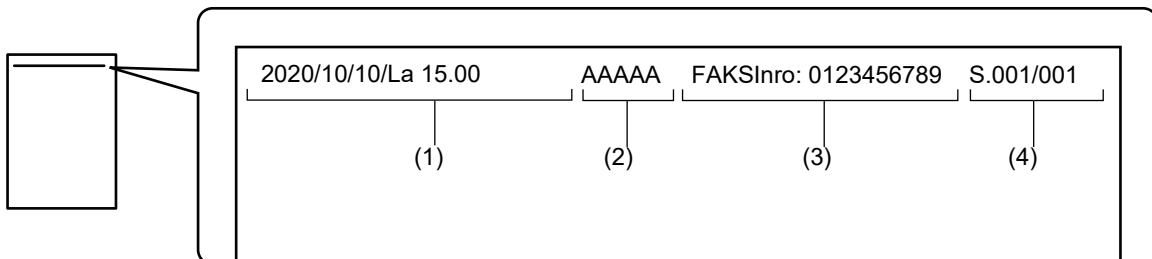 2020/10/10/La 15.00 AAAAA FAKSInro: 0123456789 S.001/001
(1) (2) (3) (4)